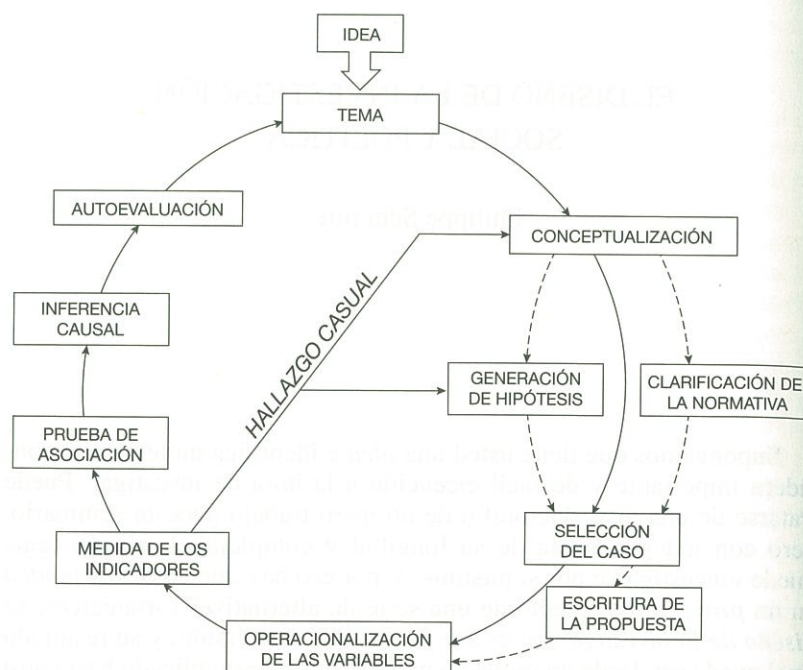 IDEA
TEMA
AUTOEVALUACIÓN
CONCEPTUALIZACIÓN
INFERENCIA
CAUSAL
HALLAZGO CASUAL
GENERACIÓN
DE HIPÓTESIS
CLARIFICACIÓN DE
LA NORMATIVA
PRUEBA DE
ASOCIACIÓN
MEDIDA DE LOS
INDICADORES
SELECCIÓN
DEL CASO
ESCRITURA DE
LA PROPUESTA
OPERACIONALIZACIÓN
DE LAS VARIABLES